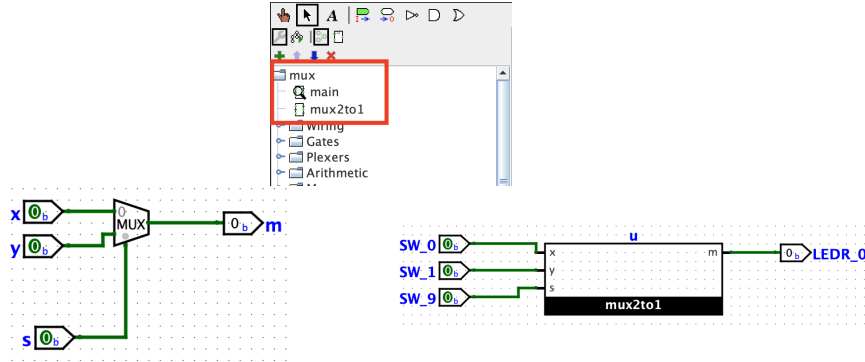 A
mux
main
mux2to1
Wiring
Gates
Plexers
Arithmetic
x 0b
0
MUX
0b m
y 0b
s 0b
u
SW_0 0b
x m
0b LEDR_0
SW_1 0b
y
SW_9 0b
s
mux2to1